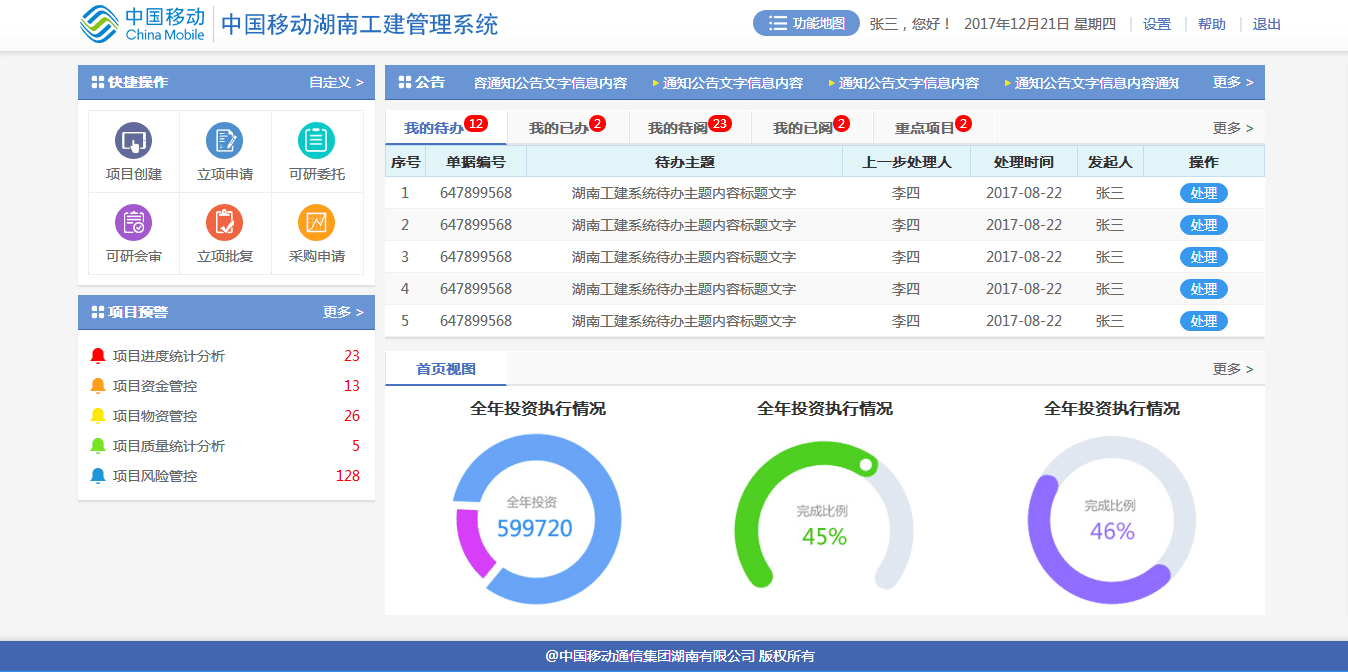 中国移动
China Mobile
中国移动湖南工建管理系统
功能地图 张三，您好！ 2017年12月21日 星期四 设置 帮助 退出
快捷操作 自定义 >
项目创建 立项申请 可研委托
可研会审 立项批复 采购申请
项目预警 更多 >
项目进度统计分析 23
项目资金管控 13
项目物资管控 26
项目质量统计分析 5
项目风险管控 128
公告 容通知公告文字信息内容 通知公告文字信息内容 通知公告文字信息内容 通知公告文字信息内容通知 更多 >
我的待办 12 我的已办 2 我的待阅 23 我的已阅 2 重点项目 2 更多 >
序号 单据编号 待办主题 上一步处理人 处理时间 发起人 操作
1 647899568 湖南工建系统待办主题内容标题文字 李四 2017-08-22 张三 处理
2 647899568 湖南工建系统待办主题内容标题文字 李四 2017-08-22 张三 处理
3 647899568 湖南工建系统待办主题内容标题文字 李四 2017-08-22 张三 处理
4 647899568 湖南工建系统待办主题内容标题文字 李四 2017-08-22 张三 处理
5 647899568 湖南工建系统待办主题内容标题文字 李四 2017-08-22 张三 处理
首页视图 更多 >
全年投资执行情况 全年投资执行情况 全年投资执行情况
全年投资
599720
完成比例
45%
完成比例
46%
@中国移动通信集团湖南有限公司 版权所有